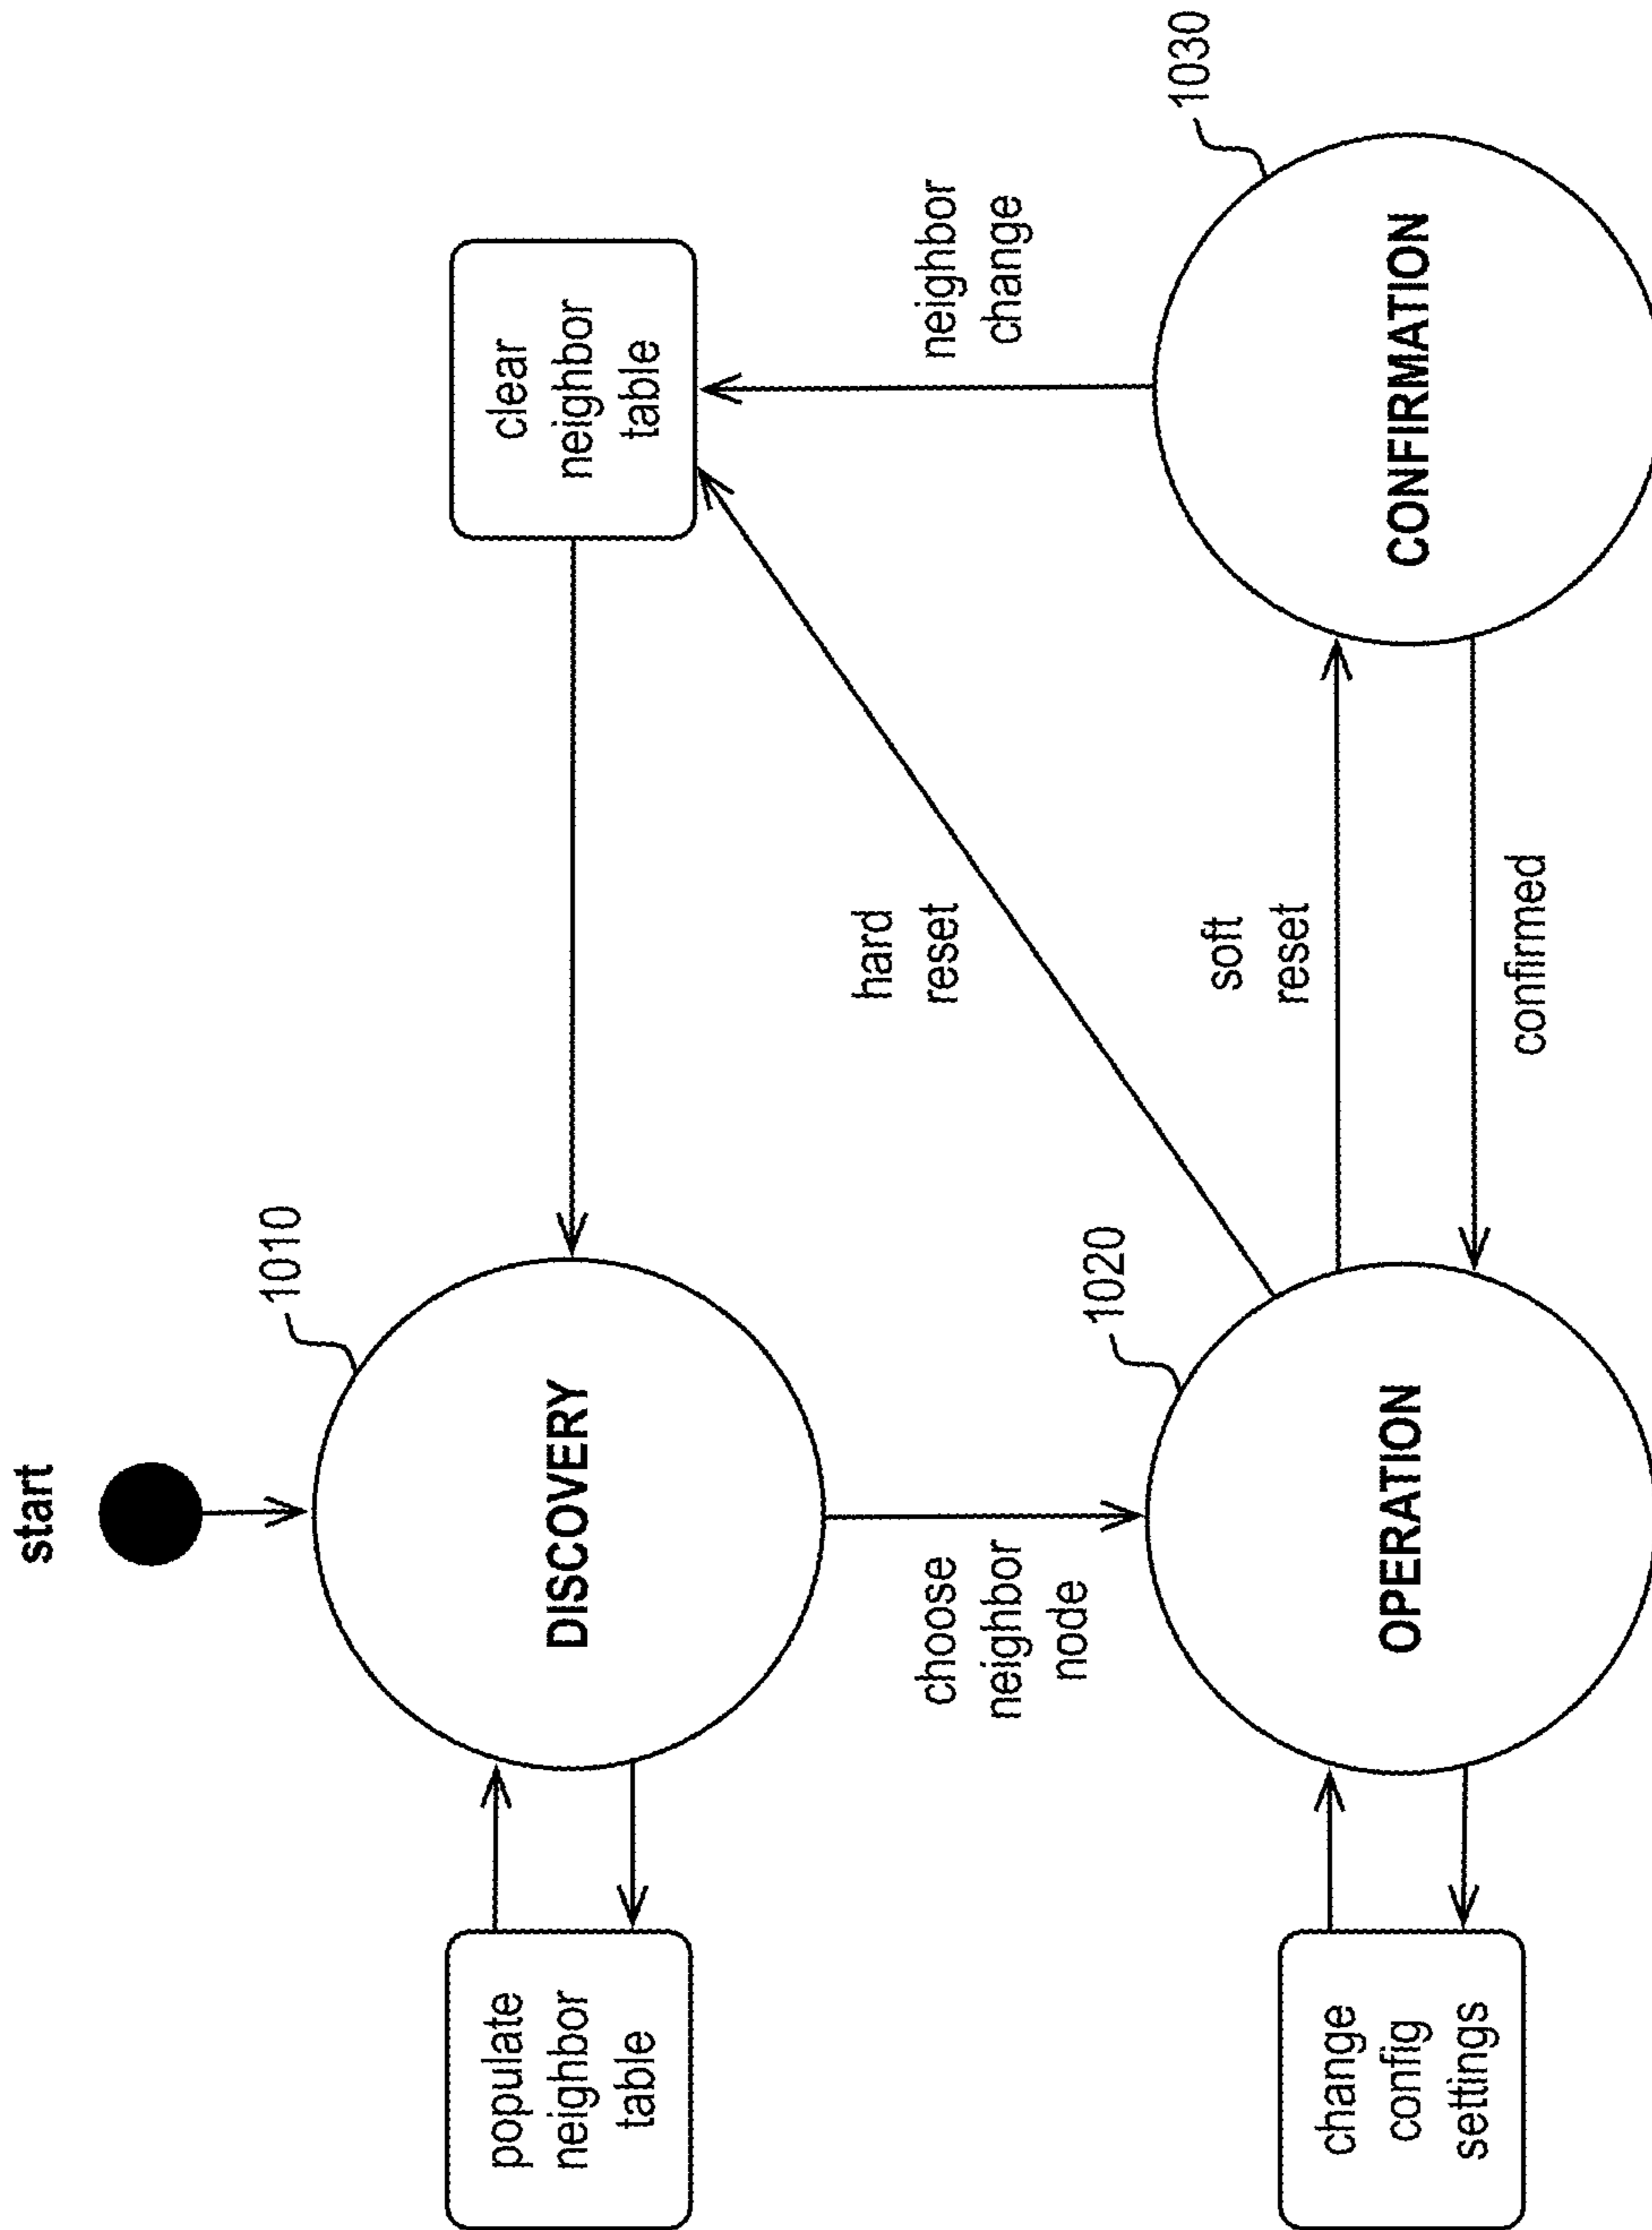 start
1010
populate
neighbor
table
DISCOVERY
clear
neighbor
table
choose
neighbor
node
hard
reset
neighbor
change
1020
1030
change
config
settings
OPERATION
soft
reset
confirmed
CONFIRMATION